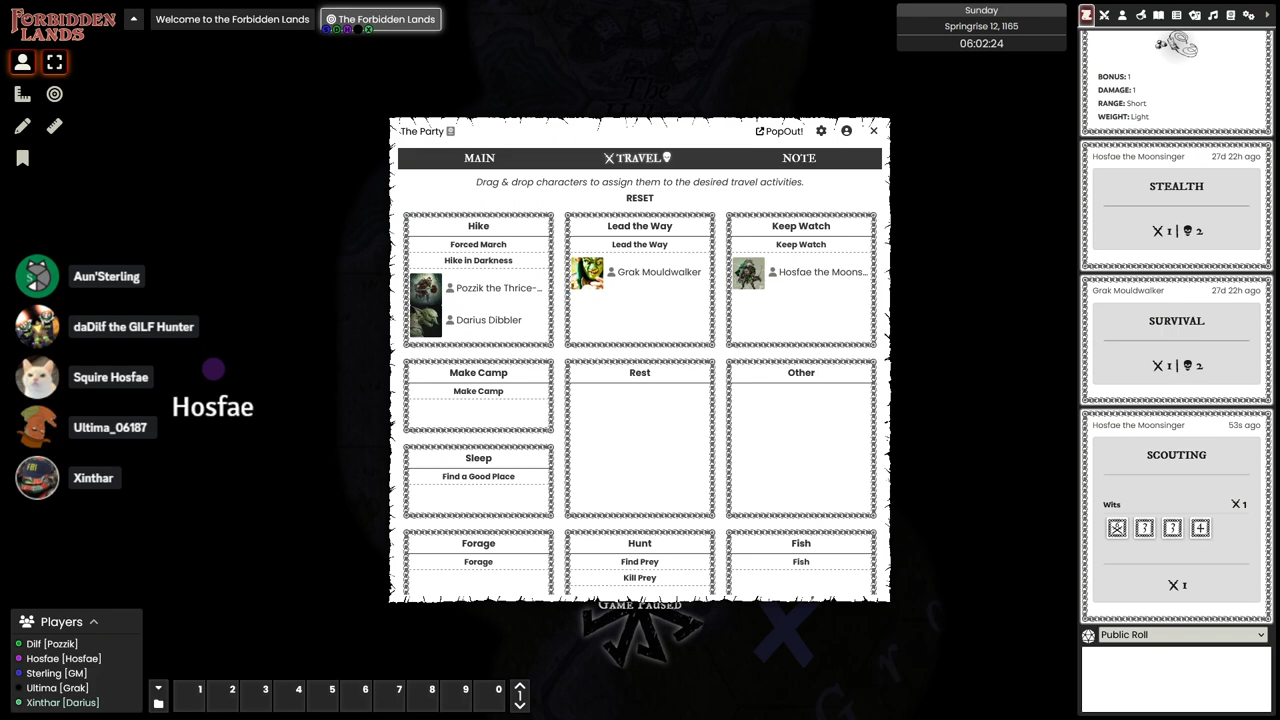 FORBIDDEN
LANDS
Welcome to the Forbidden Lands
The Forbidden Lands
Sunday
Springrise 12, 1165
06:02:24
Aun'Sterling
daDilf the GILF Hunter
Squire Hosfae
Hosfae
Ultima_06187
Xinthar
The Party
PopOut!
MAIN
TRAVEL
NOTE
Drag & drop characters to assign them to the desired travel activities.
RESET
Hike
Forced March
Hike in Darkness
Pozzik the Thrice-...
Darius Dibbler
Lead the Way
Lead the Way
Grak Mouldwalker
Keep Watch
Keep Watch
Hosfae the Moons...
Make Camp
Make Camp
Rest
Other
Sleep
Find a Good Place
Forage
Forage
Hunt
Find Prey
Kill Prey
Fish
Fish
GAME PAUSED
BONUS: 1
DAMAGE: 1
RANGE: Short
WEIGHT: Light
Hosfae the Moonsinger 27d 22h ago
STEALTH
1 | 2
Grak Mouldwalker 27d 22h ago
SURVIVAL
1 | 2
Hosfae the Moonsinger 53s ago
SCOUTING
Wits 1
1
Public Roll
Players
Dilf [Pozzik]
Hosfae [Hosfae]
Sterling [GM]
Ultima [Grak]
Xinthar [Darius]
1 2 3 4 5 6 7 8 9 0
1